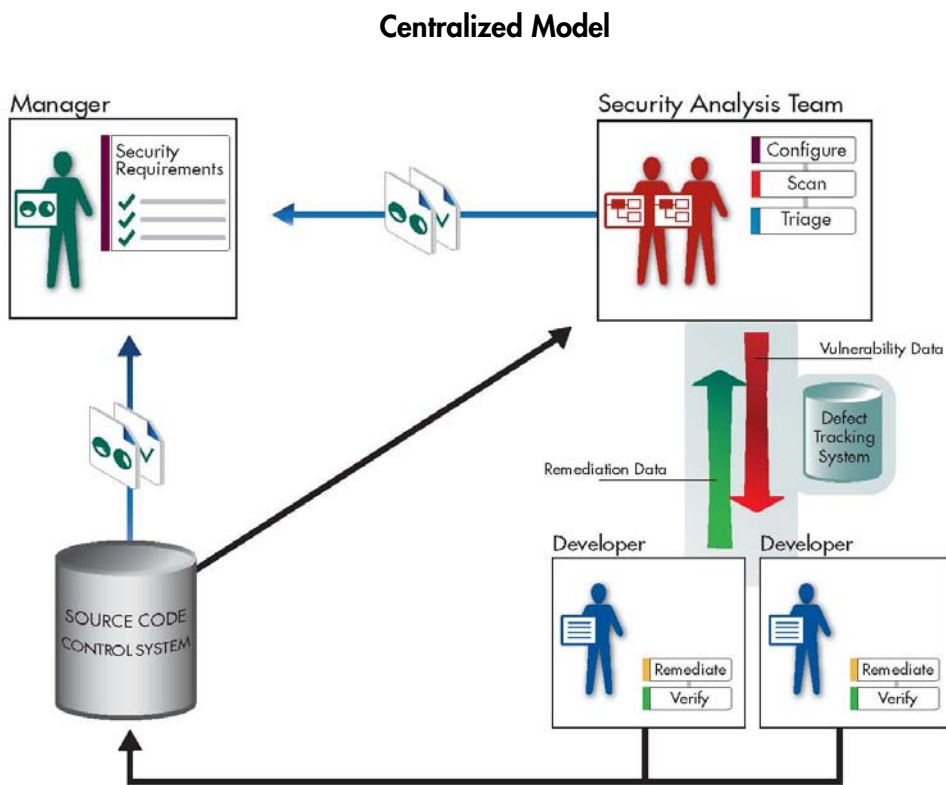 Centralized Model
Manager
Security
Requirements
Security Analysis Team
Configure
Scan
Triage
Vulnerability Data
Defect
Tracking
System
Remediation Data
Developer
Remediate
Verify
Developer
Remediate
Verify
SOURCE CODE
CONTROL SYSTEM